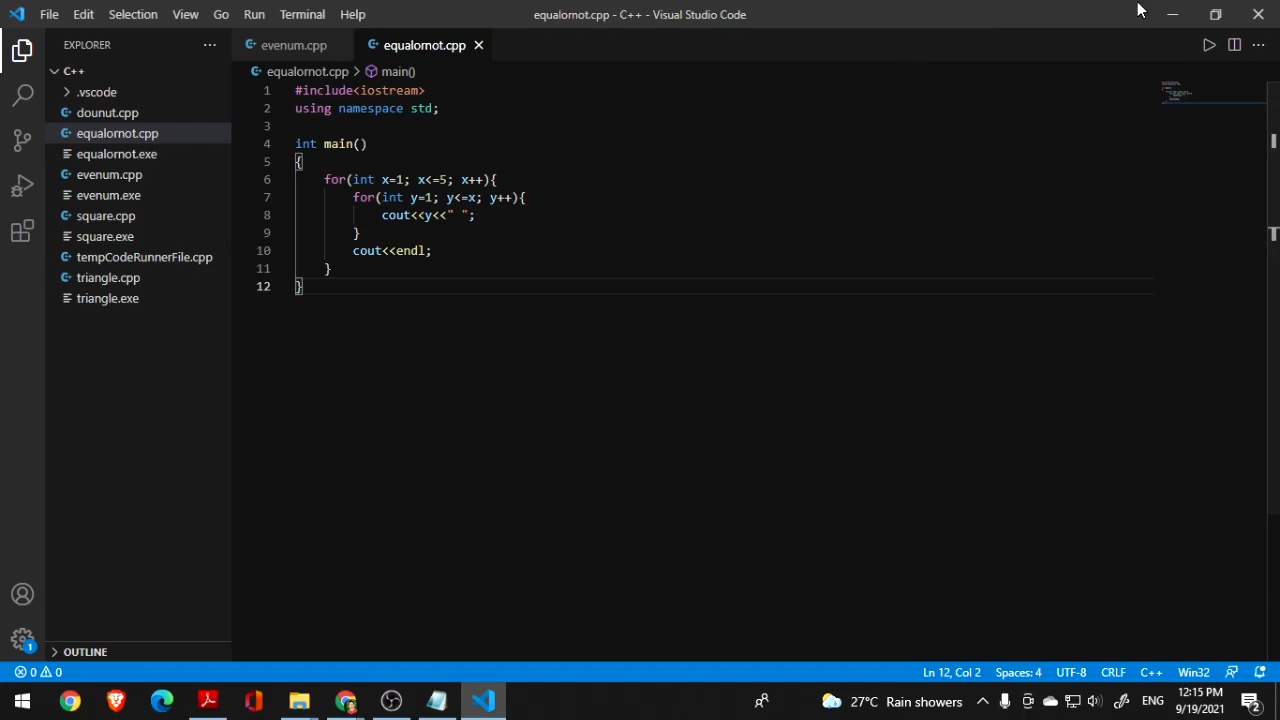 File Edit Selection View Go Run Terminal Help
equalornot.cpp - C++ - Visual Studio Code
EXPLORER
C++
.vscode
dounut.cpp
equalornot.cpp
equalornot.exe
evenum.cpp
evenum.exe
square.cpp
square.exe
tempCodeRunnerFile.cpp
triangle.cpp
triangle.exe
OUTLINE
evenum.cpp equalornot.cpp
equalornot.cpp > main()
1 #include<iostream>
2 using namespace std;
3
4 int main()
5 {
6 for(int x=1; x<=5; x++){
7 for(int y=1; y<=x; y++){
8 cout<<y<<" ";
9 }
10 cout<<endl;
11 }
12 }
1
0 0
Ln 12, Col 2 Spaces: 4 UTF-8 CRLF C++ Win32
27°C Rain showers
ENG
12:15 PM
9/19/2021
2